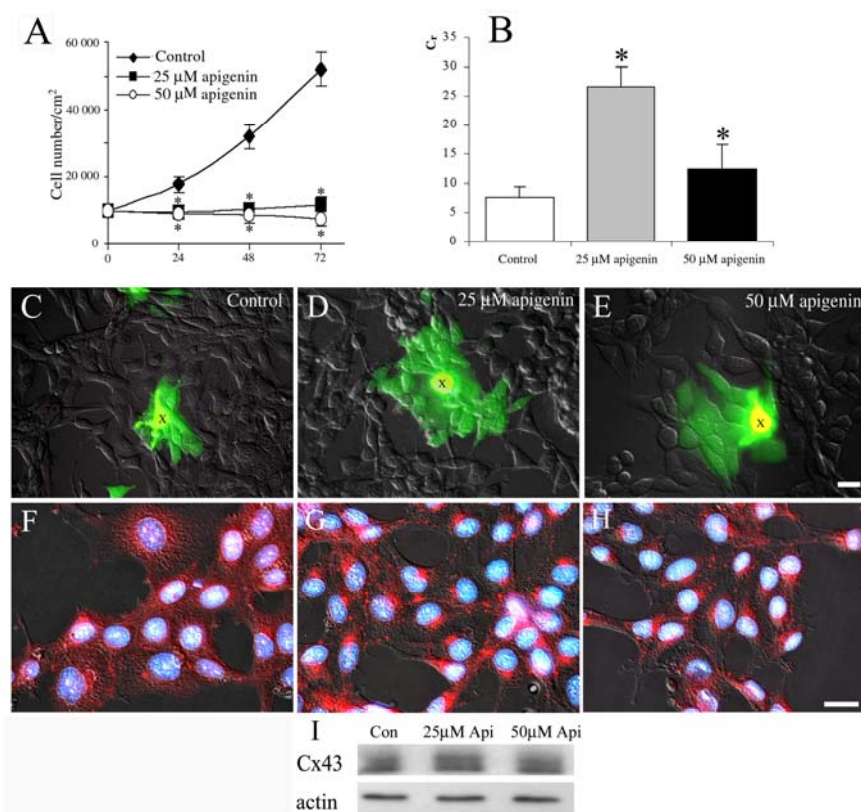 A
60 000
40 000
20 000
0
Cell number/cm²
Control
25 µM apigenin
50 µM apigenin
* * *
* * *
0 24 48 72
B
Cr
35
30
25
20
15
10
5
0
*
*
Control 25 µM apigenin 50 µM apigenin
C Control
x
D 25 µM apigenin
x
E 50 µM apigenin
x
F
G
H
I
Con 25µM Api 50µM Api
Cx43
actin